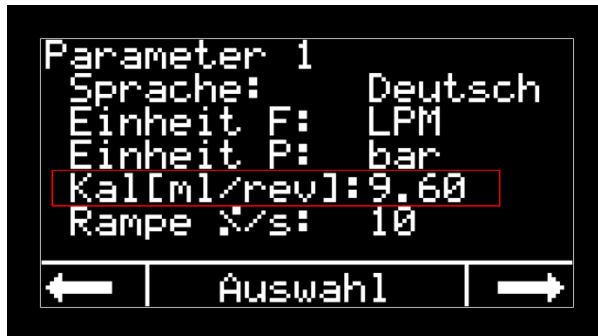 Parameter 1
Sprache: Deutsch
Einheit F: LPM
Einheit P: bar
Kal[ml/rev]:9.60
Rampe %/s: 10
Auswahl